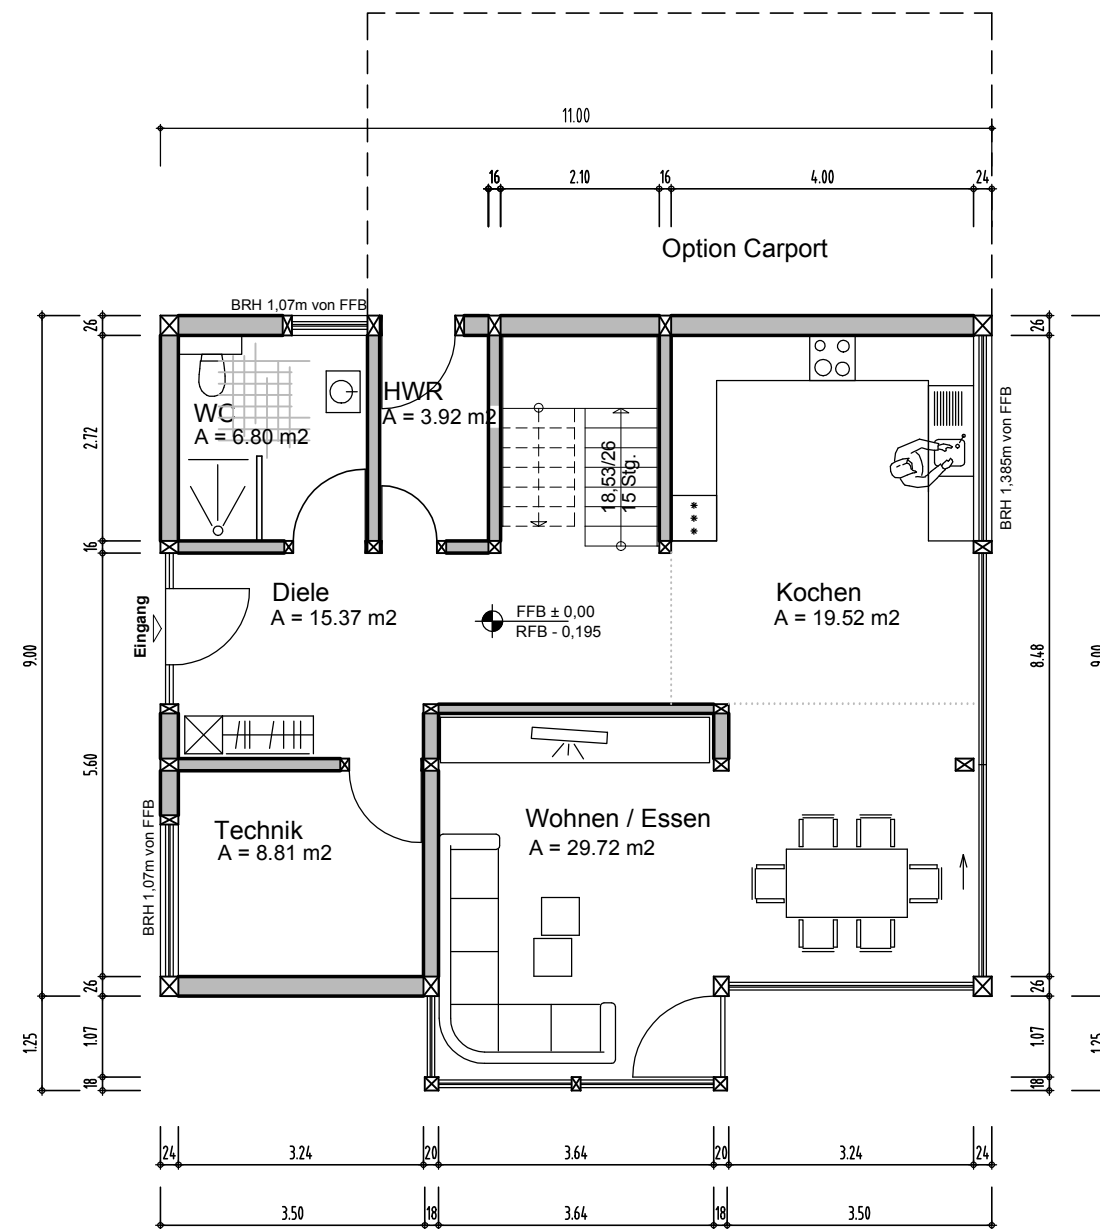 11.00
16 2.10 16 4.00 24
Option Carport
BRH 1,07m von FFB
26
26
2.72
WC
A = 6.80 m2
HWR
A = 3.92 m2
18,53/26
15 Stg.
BRH 1,385m von FFB
16
Eingang
Diele
A = 15.37 m2
FFB ± 0,00
RFB - 0,195
Kochen
A = 19.52 m2
9.00
8.48
9.00
5.60
BRH 1,07m von FFB
Technik
A = 8.81 m2
Wohnen / Essen
A = 29.72 m2
26
26
1.25
1.07
1.07
1.25
18
18
24 3.24 20 3.64 20 3.24 24
3.50 18 3.64 18 3.50